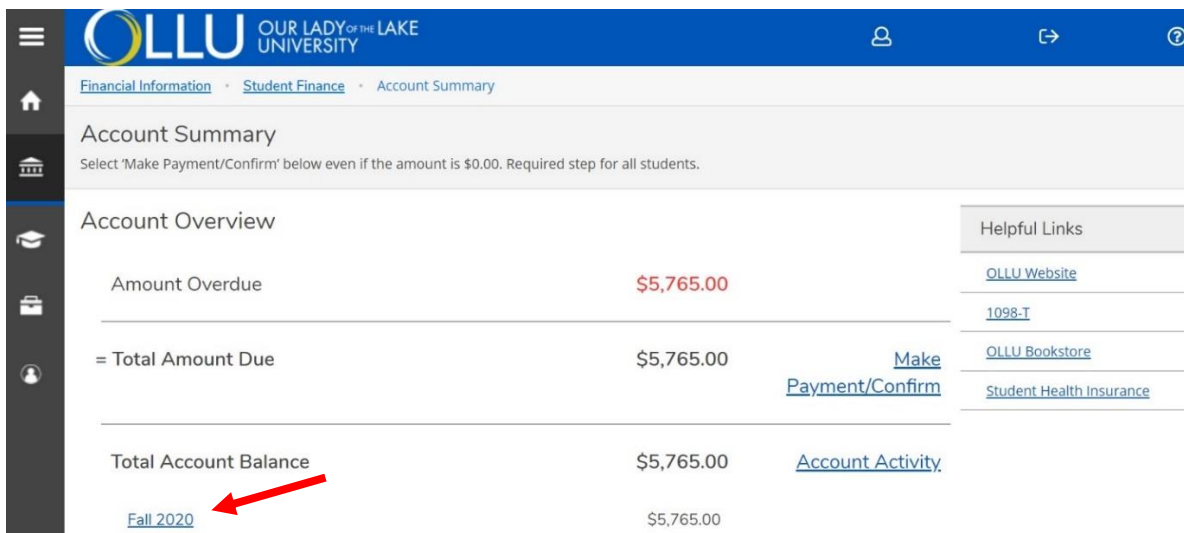 OLLU OUR LADY OF THE LAKE
UNIVERSITY
Financial Information • Student Finance • Account Summary
Account Summary
Select 'Make Payment/Confirm' below even if the amount is $0.00. Required step for all students.
Account Overview
Amount Overdue $5,765.00
= Total Amount Due $5,765.00 Make
Payment/Confirm
Total Account Balance $5,765.00 Account Activity
Fall 2020 $5,765.00
Helpful Links
OLLU Website
1098-T
OLLU Bookstore
Student Health Insurance